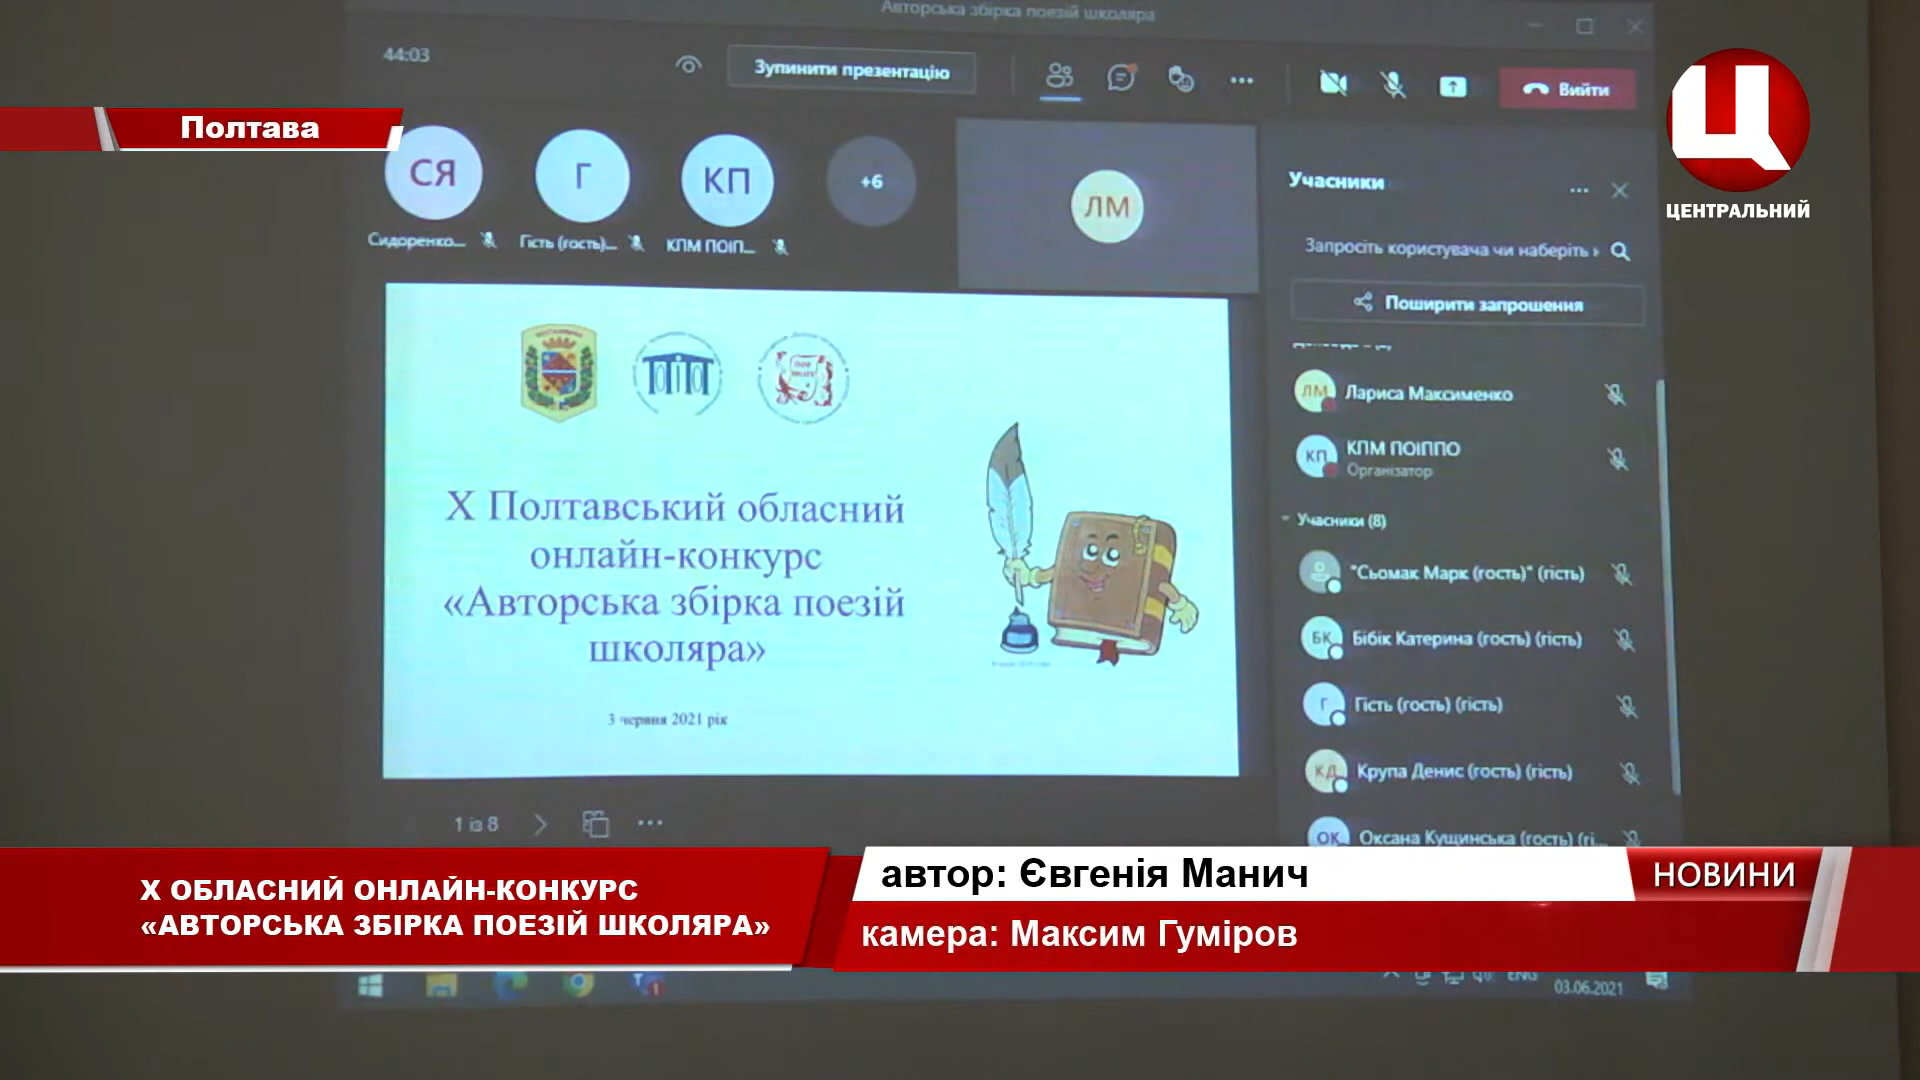 Авторська збірка поезій школяра
44:03
Зупинити презентацію
Вийти
Полтава
СЯ
Г
КП
+6
ЛМ
Сидоренко...
Гість (гость)...
КПМ ПОІП...
Учасники
Запросіть користувача чи наберіть
Поширити запрошення
ЦЕНТРАЛЬНИЙ
ЛМ
Лариса Максименко
КП
КПМ ПОІППО
Організатор
Учасники (8)
"Сьомак Марк (гость)" (гість)
БК
Бібік Катерина (гость) (гість)
Г
Гість (гость) (гість)
КД
Крупа Денис (гость) (гість)
ОК
Оксана Кущинська (гость) (гі...
Х Полтавський обласний
онлайн-конкурс
«Авторська збірка поезій
школяра»
3 червня 2021 рік
1 із 8
Х ОБЛАСНИЙ ОНЛАЙН-КОНКУРС
«АВТОРСЬКА ЗБІРКА ПОЕЗІЙ ШКОЛЯРА»
автор: Євгенія Манич
камера: Максим Гуміров
НОВИНИ
ENG
03.06.2021